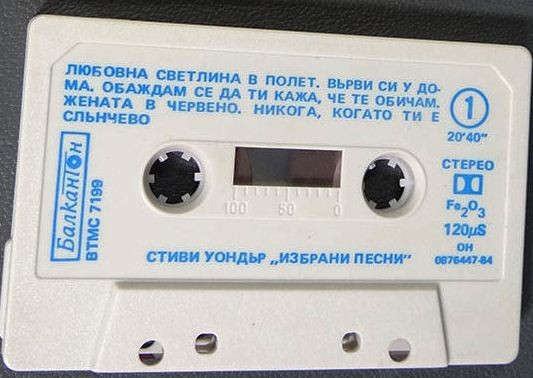 ЛЮБОВНА СВЕТЛИНА В ПОЛЕТ. ВЪРВИ СИ У ДО-
МА. ОБАЖДАМ СЕ ДА ТИ КАЖА, ЧЕ ТЕ ОБИЧАМ.
ЖЕНАТА В ЧЕРВЕНО. НИКОГА, КОГАТО ТИ Е
СЛЪНЧЕВО
1
20'40"
СТЕРЕО
Fe2O3
120µS
ОН
0876447-84
Балкантон
ВТМС 7199
100 50 0
СТИВИ УОНДЪР „ИЗБРАНИ ПЕСНИ"